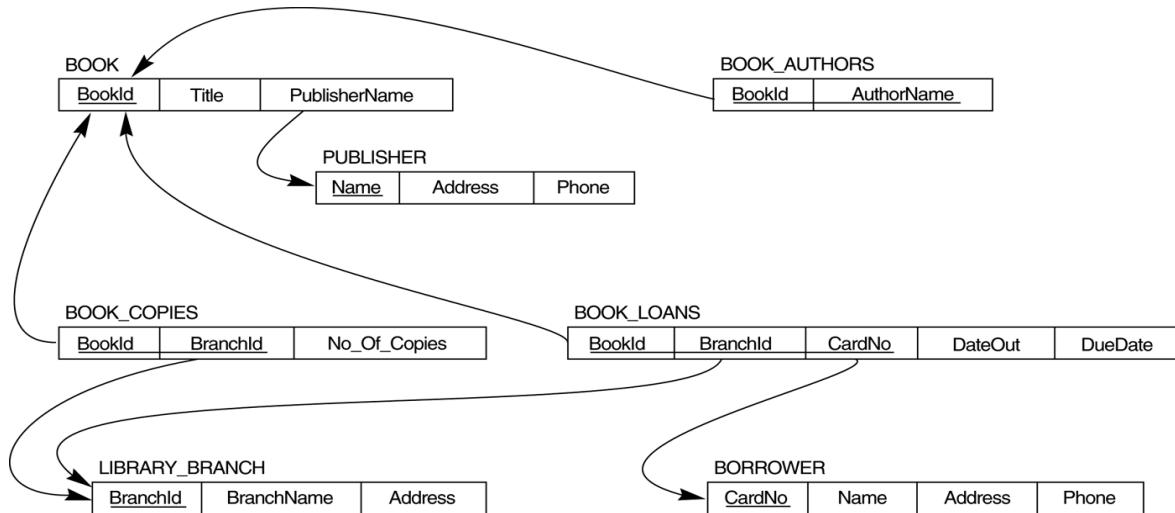 BOOK
BookId Title PublisherName
BOOK_AUTHORS
BookId AuthorName
PUBLISHER
Name Address Phone
BOOK_COPIES
BookId BranchId No_Of_Copies
BOOK_LOANS
BookId BranchId CardNo DateOut DueDate
LIBRARY_BRANCH
BranchId BranchName Address
BORROWER
CardNo Name Address Phone